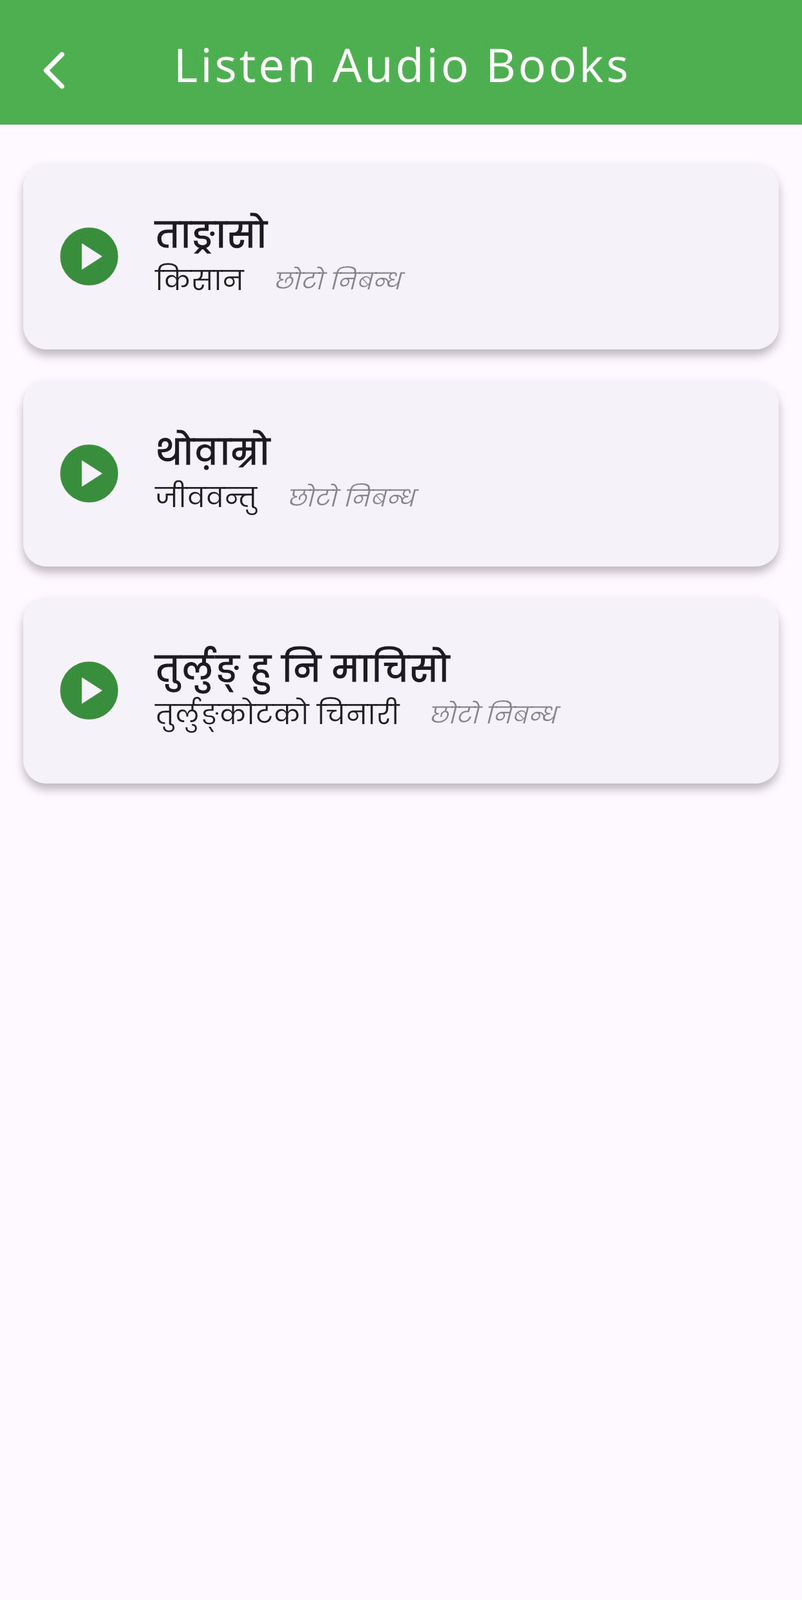 Listen Audio Books
ताङ्रासो
किसान छोटो निबन्ध
थोव़ाम्रो
जीववन्तु छोटो निबन्ध
तुर्लुङ् हु नि माचिसो
तुर्लुङ्कोटको चिनारी छोटो निबन्ध